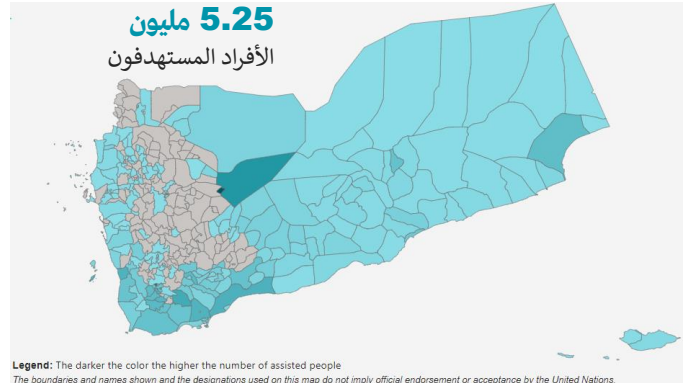 5.25 مليون
الأفراد المستهدفون
Legend: The darker the color the higher the number of assisted people
The boundaries and names shown and the designations used on this map do not imply official endorsement or acceptance by the United Nations.